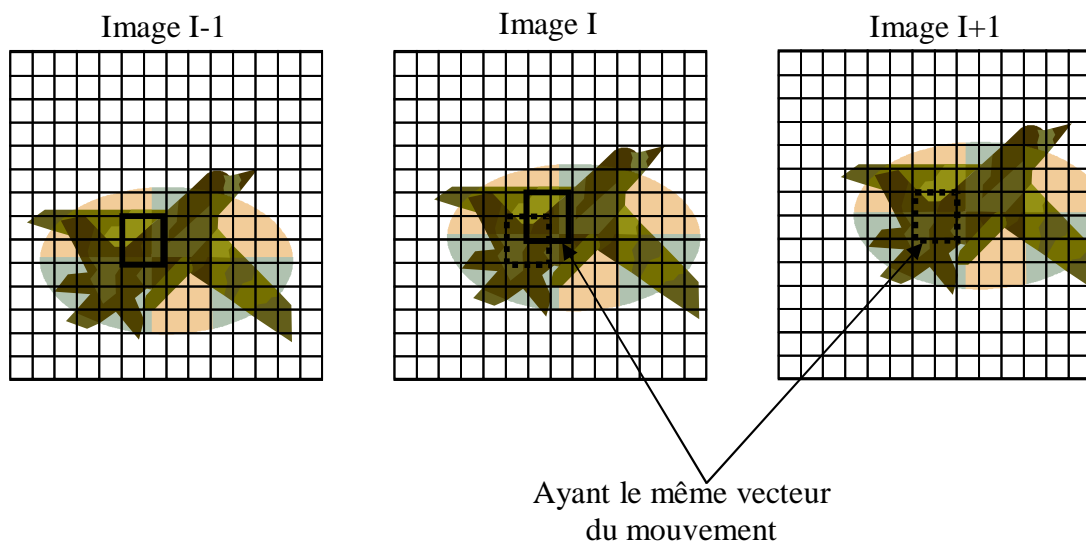 Image I-1
Image I
Image I+1
Ayant le même vecteur
du mouvement